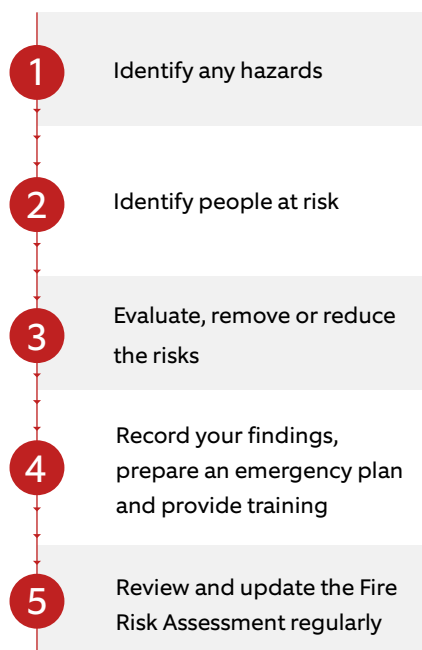 1
Identify any hazards
2
Identify people at risk
3
Evaluate, remove or reduce
the risks
4
Record your findings,
prepare an emergency plan
and provide training
5
Review and update the Fire
Risk Assessment regularly